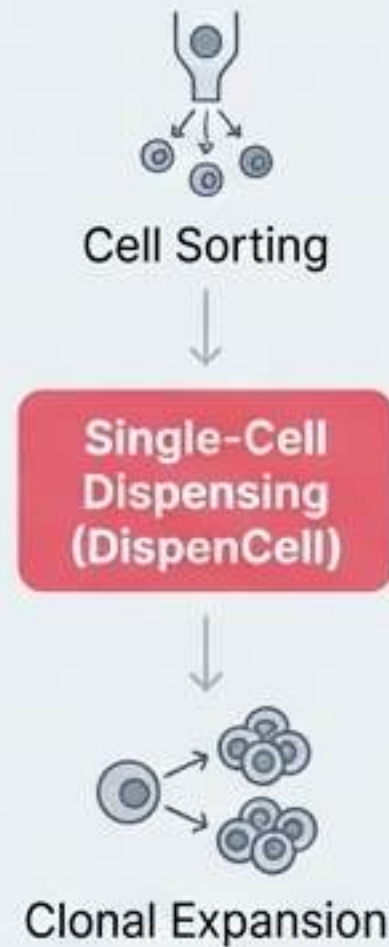 Cell Sorting
Single-Cell
Dispensing
(DispenCell)
Clonal Expansion